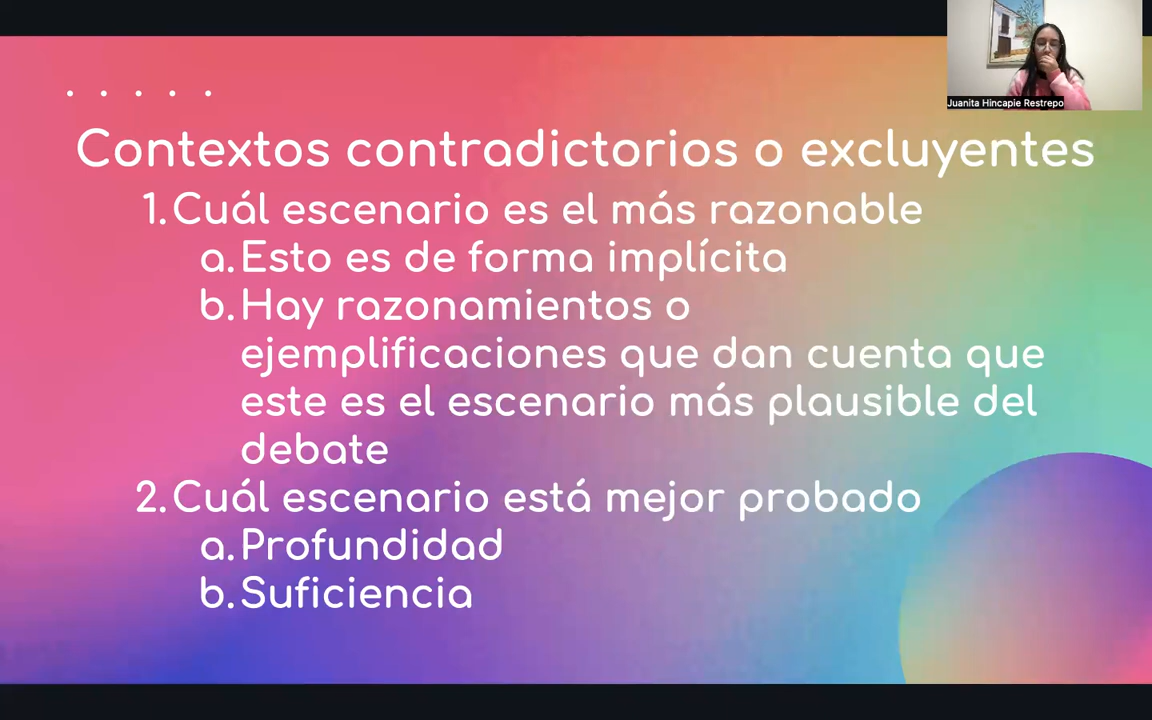 Juanita Hincapie Restrepo
Contextos contradictorios o excluyentes
1. Cuál escenario es el más razonable
a. Esto es de forma implícita
b. Hay razonamientos o
ejemplificaciones que dan cuenta que
este es el escenario más plausible del
debate
2. Cuál escenario está mejor probado
a. Profundidad
b. Suficiencia